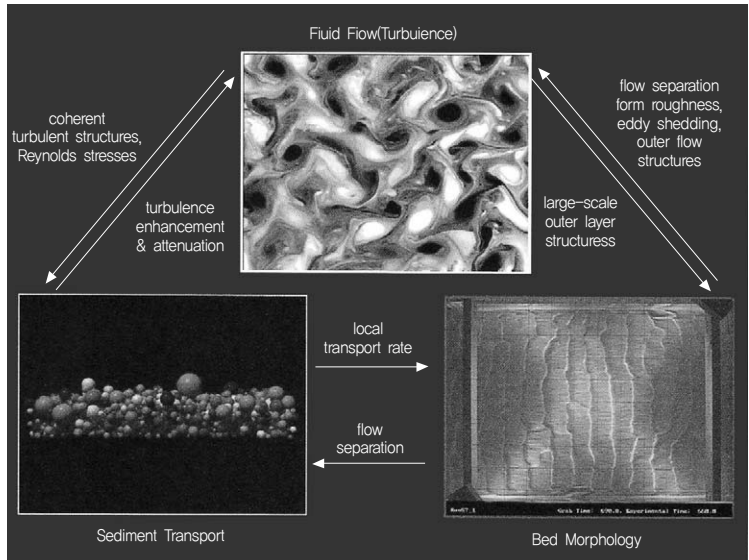 Fiuid Fiow(Turbuience)
coherent
turbulent structures,
Reynolds stresses
flow separation
form roughness,
eddy shedding,
outer flow
structures
turbulence
enhancement
& attenuation
large-scale
outer layer
structuress
local
transport rate
flow
separation
Sediment Transport
Bed Morphology